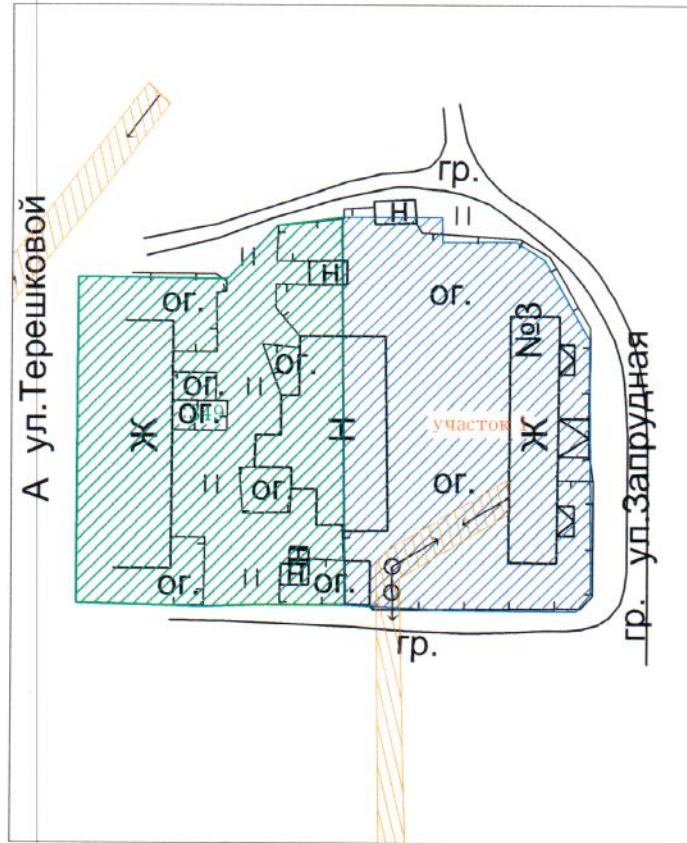 гр.
Н
А ул.Терешковой
Н
ог.
ог.
№3
ог.
ог.
ог.
349
участок 1
Ж
Н
Ж
ул.Запрудная
ог.
ог
Н
Н
ог.
ог.
гр.
гр.